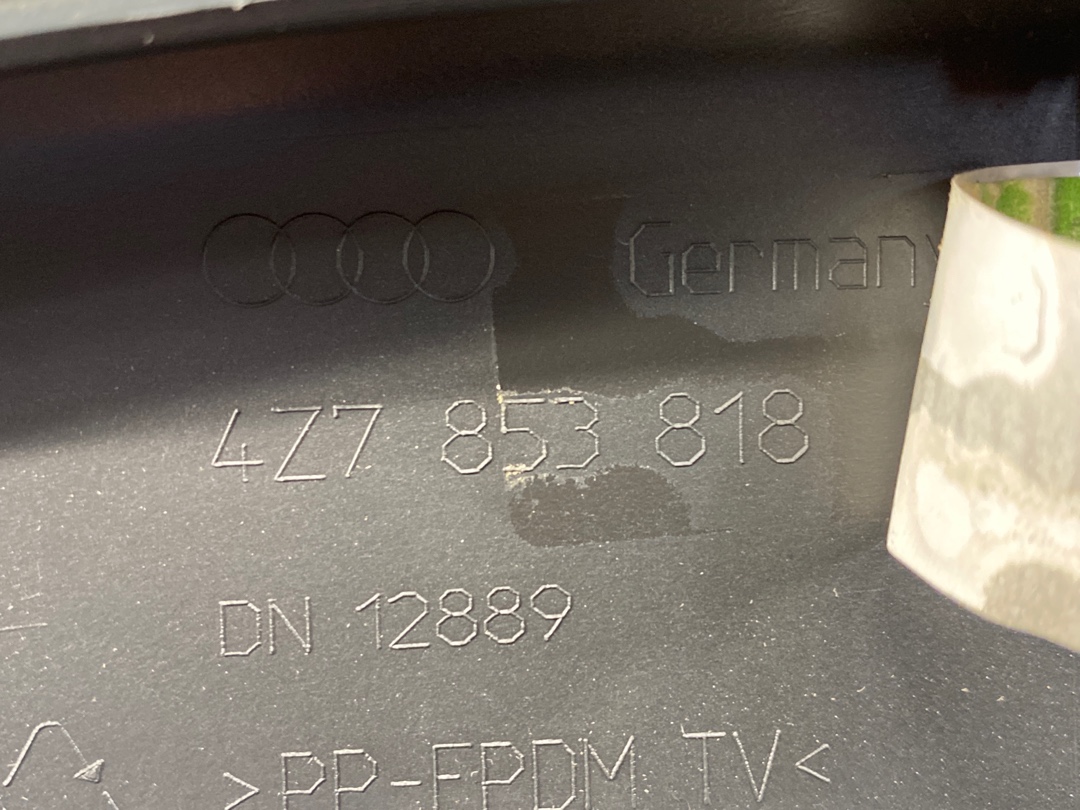 Germany
4Z7 853 818
DN 12889
>PP-EPDM TV<